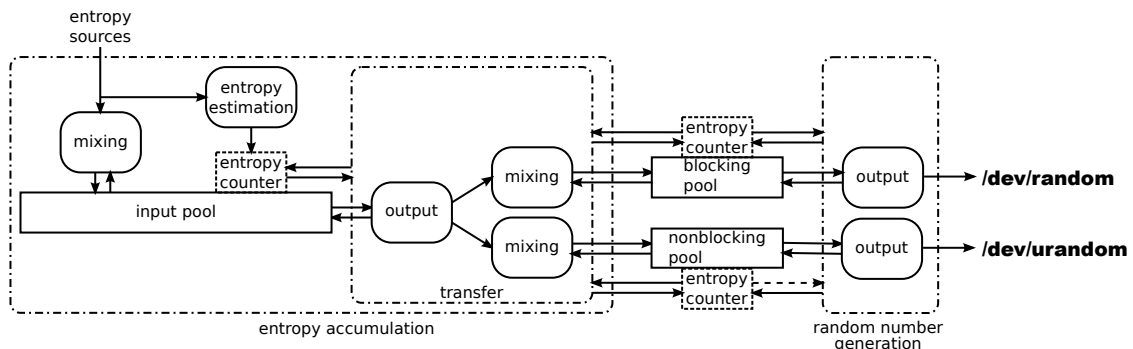 entropy
sources
entropy
estimation
mixing
entropy
counter
input pool
output
mixing
mixing
transfer
entropy accumulation
entropy
counter
blocking
pool
nonblocking
pool
entropy
counter
output
/dev/random
output
/dev/urandom
random number
generation